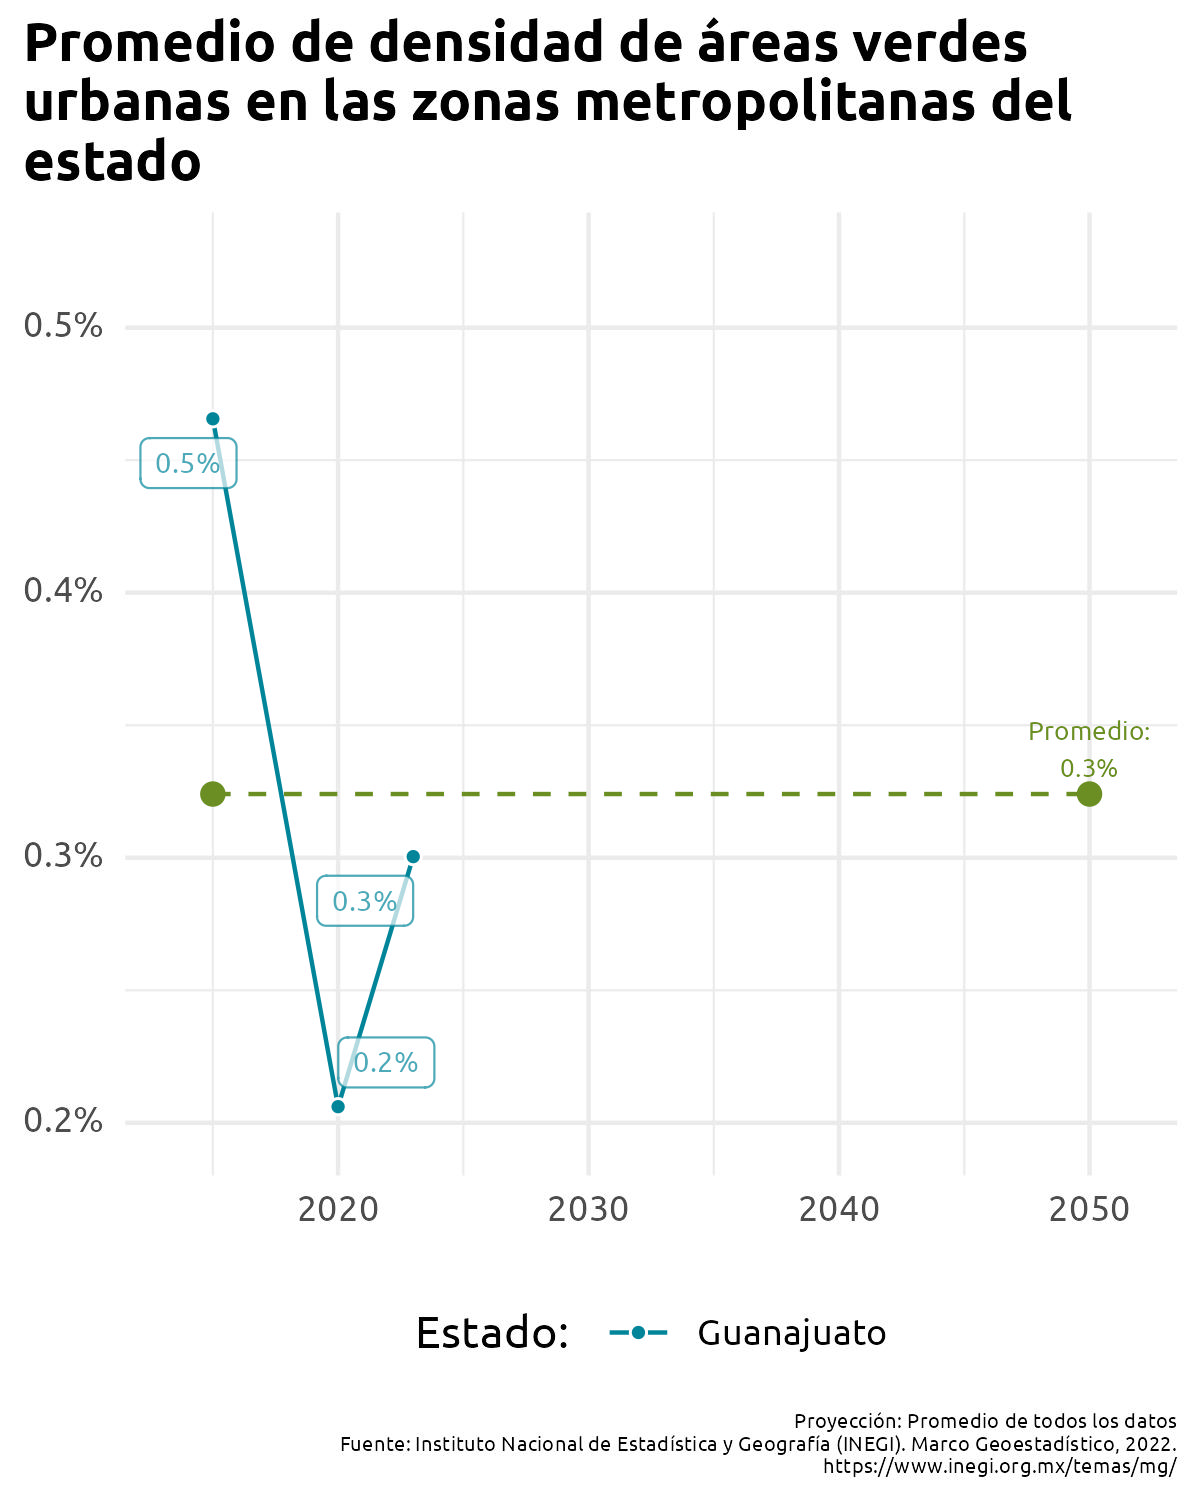 Promedio de densidad de áreas verdes
urbanas en las zonas metropolitanas del
estado
0.5%
0.5%
0.4%
Promedio:
0.3%
0.3%
0.3%
0.2%
0.2%
2020 2030 2040 2050
Estado: Guanajuato
Proyección: Promedio de todos los datos
Fuente: Instituto Nacional de Estadística y Geografía (INEGI). Marco Geoestadístico, 2022.
https://www.inegi.org.mx/temas/mg/